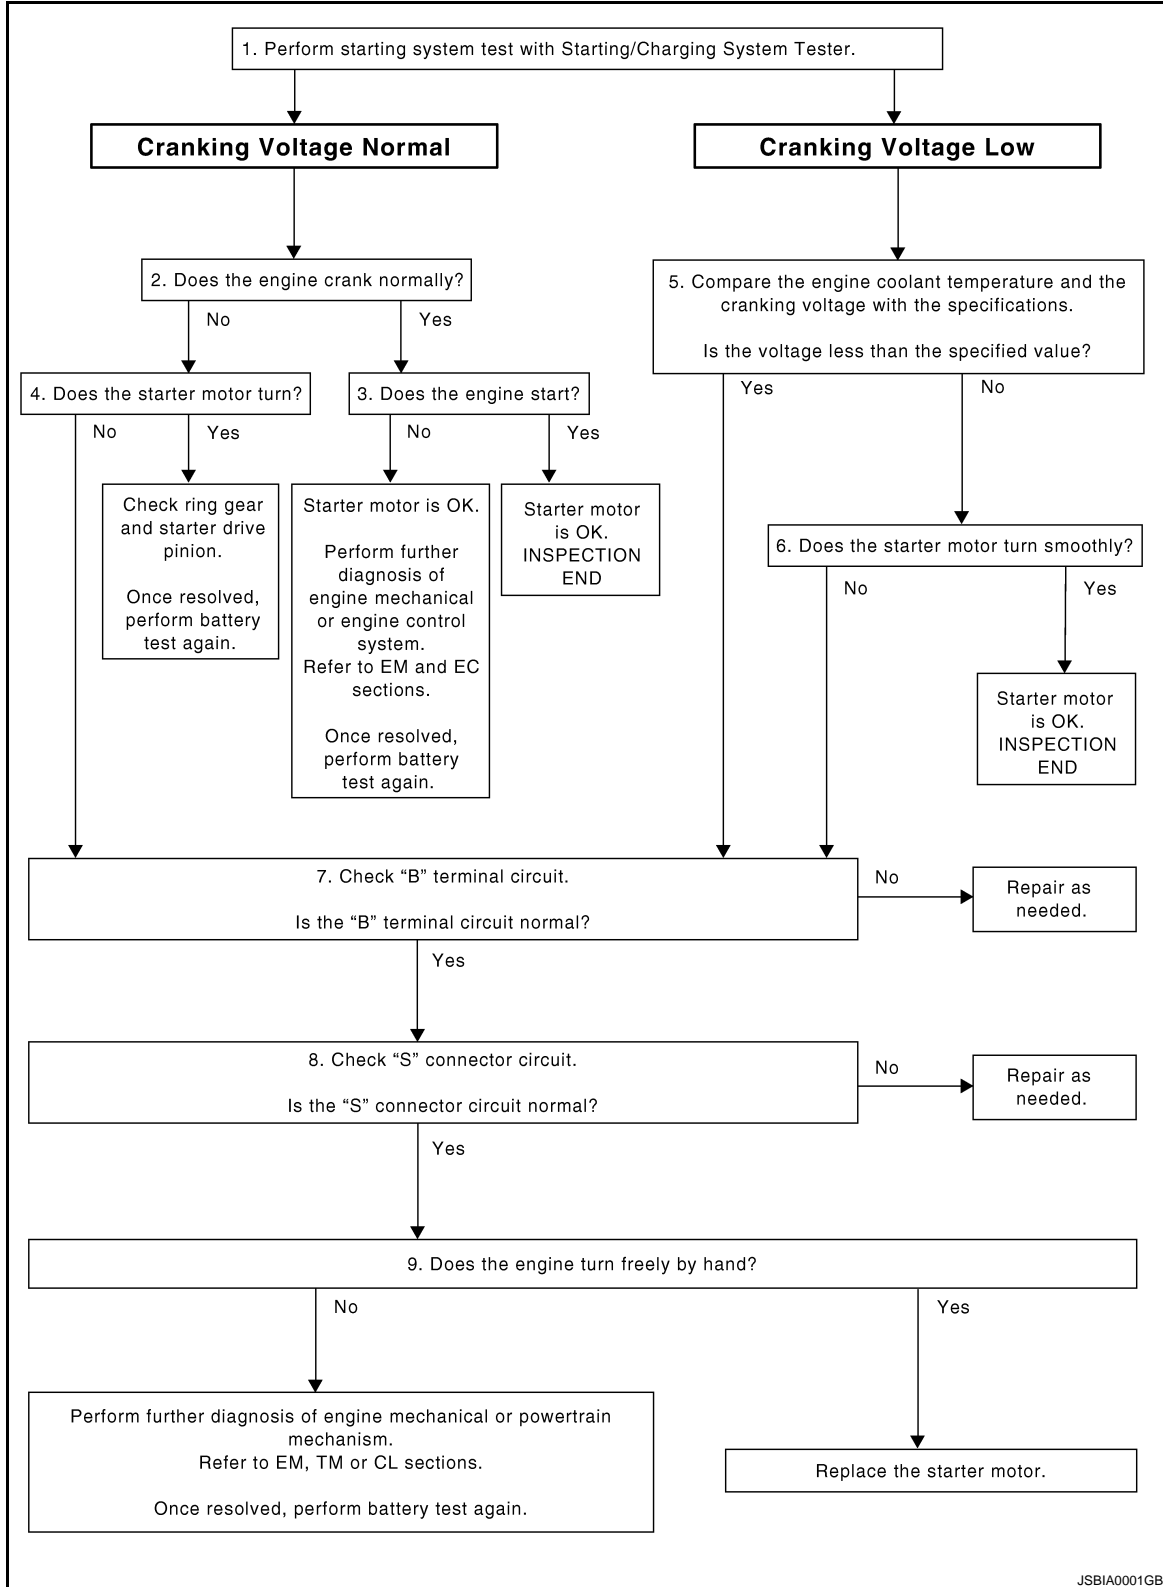 1. Perform starting system test with Starting/Charging System Tester.
Cranking Voltage Normal
Cranking Voltage Low
2. Does the engine crank normally?
No
Yes
5. Compare the engine coolant temperature and the
cranking voltage with the specifications.
Is the voltage less than the specified value?
Yes
No
4. Does the starter motor turn?
No
Yes
3. Does the engine start?
No
Yes
Check ring gear
and starter drive
pinion.
Once resolved,
perform battery
test again.
Starter motor is OK.
Perform further
diagnosis of
engine mechanical
or engine control
system.
Refer to EM and EC
sections.
Once resolved,
perform battery
test again.
Starter motor
is OK.
INSPECTION
END
6. Does the starter motor turn smoothly?
No
Yes
Starter motor
is OK.
INSPECTION
END
7. Check “B” terminal circuit.
Is the “B” terminal circuit normal?
No
Repair as
needed.
Yes
8. Check “S” connector circuit.
Is the “S” connector circuit normal?
No
Repair as
needed.
Yes
9. Does the engine turn freely by hand?
No
Yes
Perform further diagnosis of engine mechanical or powertrain
mechanism.
Refer to EM, TM or CL sections.
Once resolved, perform battery test again.
Replace the starter motor.
JSBIA0001GB